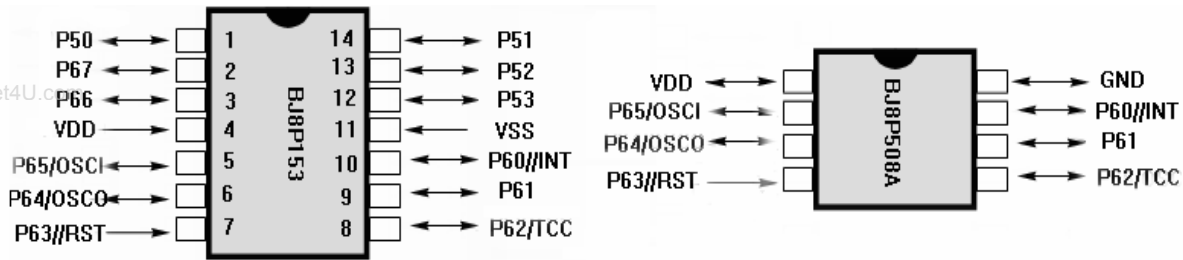 P50 1 14 P51
P67 2 13 P52
et4U.com
P66 3 12 P53
VDD 4 11 VSS
P65/OSCI 5 10 P60//INT
P64/OSCO 6 9 P61
P63//RST 7 8 P62/TCC
BJ8P153
VDD GND
P65/OSCI P60//INT
P64/OSCO P61
P63//RST P62/TCC
BJ8P508A